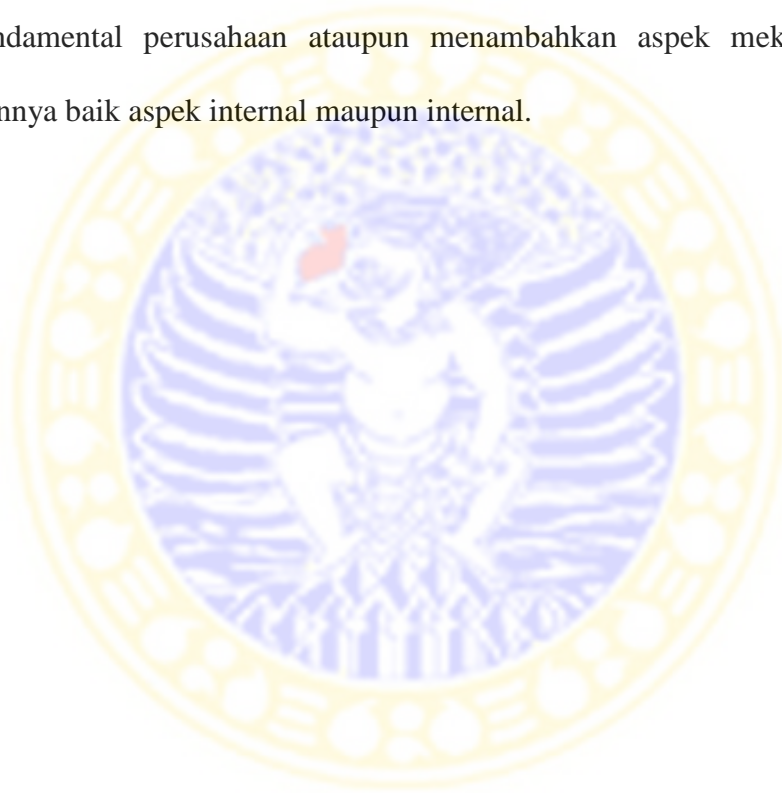 ndamental perusahaan ataupun menambahkan aspek mek
nnya baik aspek internal maupun internal.